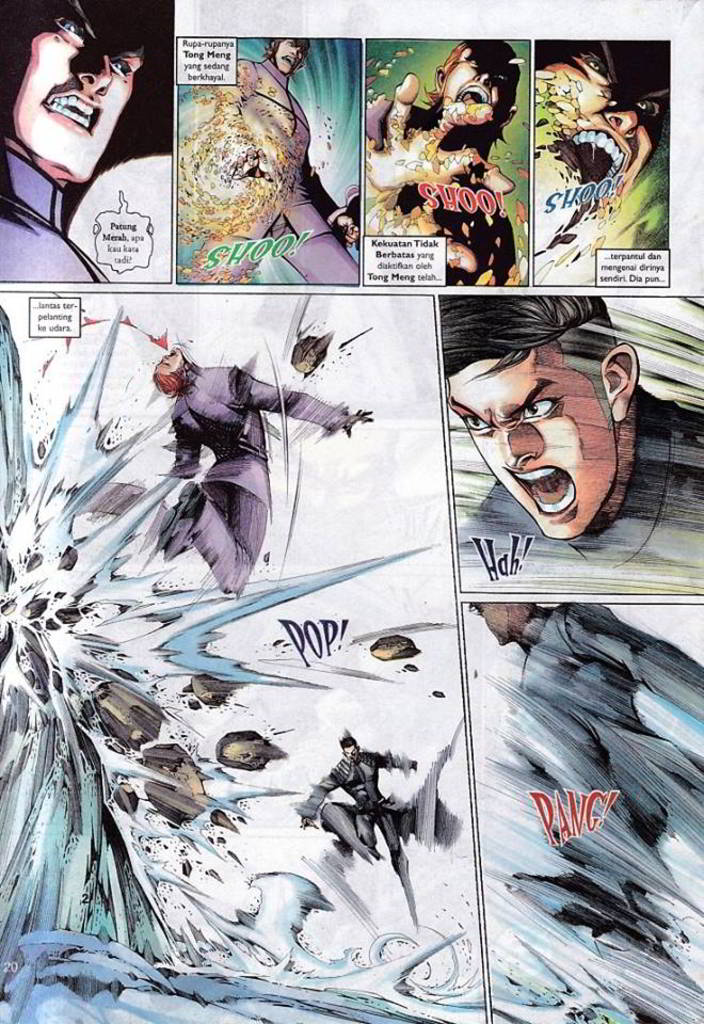 Patung
Merah, apa
kau kata
tadi?
Rupa-rupanya
Tong Meng
yang sedang
berkhayal.
SHOO!
SHOO!
Kekuatan Tidak
Berbatas yang
diaktifkan oleh
Tong Meng telah...
SHOO!
...terpantul dan
mengenai dirinya
sendiri. Dia pun...
...lantas ter-
pelanting
ke udara.
POP!
Hah!
PANG!
20